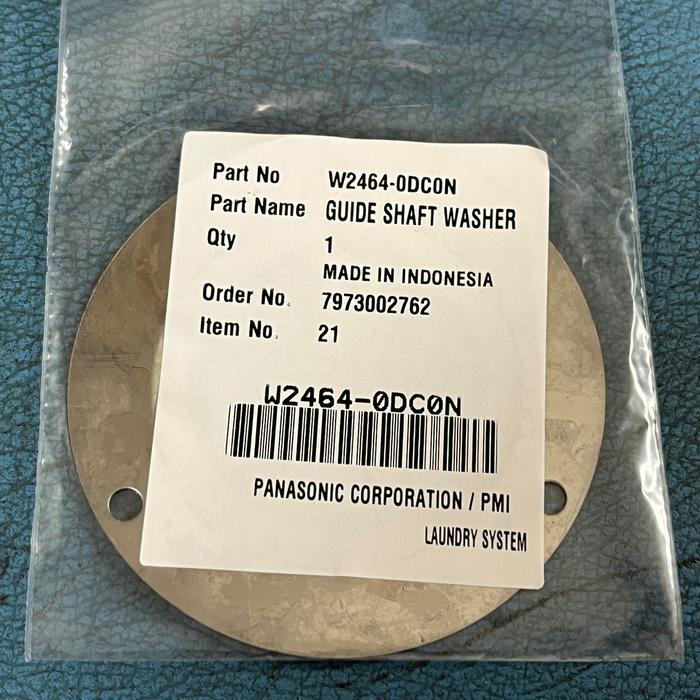 Part No W2464-0DC0N
Part Name GUIDE SHAFT WASHER
Qty 1
MADE IN INDONESIA
Order No. 7973002762
Item No. 21
W2464-0DC0N
PANASONIC CORPORATION / PMI
LAUNDRY SYSTEM